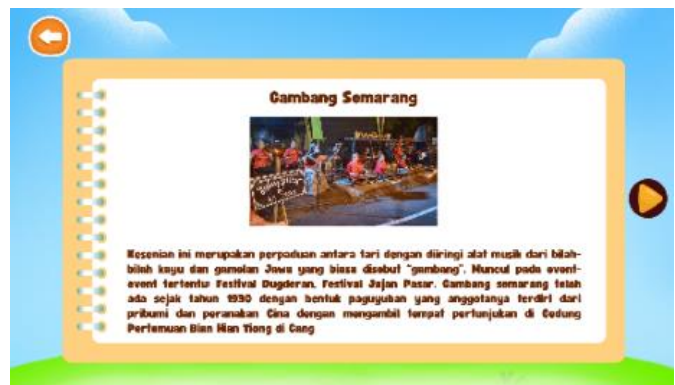 Gambang Semarang
Kesenian ini merupakan perpaduan antara tari dengan diiringi alat musik dari bilah-
bilah kayu dan gamelan Jawa yang biasa disebut "gambang". Muncul pada event-
event tertentu Festival Dugderan, Festival Jajan Pasar. Gambang semarang telah
ada sejak tahun 1930 dengan bentuk paguyuban yang anggotanya terdiri dari
pribumi dan peranakan Cina dengan mengambil tempat pertunjukan di Gedung
Pertemuan Bian Hian Tiong di Gang